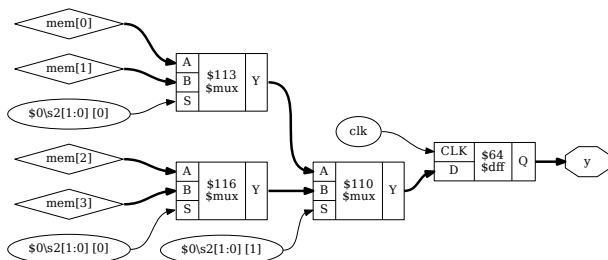 mem[0]
mem[1]
$0\s2[1:0] [0]
A
B
S
$113
$mux
Y
mem[2]
mem[3]
$0\s2[1:0] [0]
A
B
S
$116
$mux
Y
$0\s2[1:0] [1]
A
B
S
$110
$mux
Y
clk
CLK
D
$64
$dff
Q
y